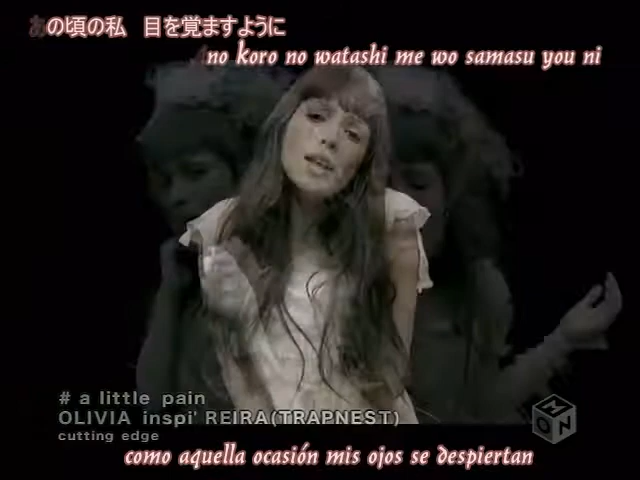 あの頃の私 目を覚ますように
no koro no watashi me wo samasu you ni
# a little pain
OLIVIA inspi' REIRA(TRAPNEST)
cutting edge
M ON
como aquella ocasión mis ojos se despiertan